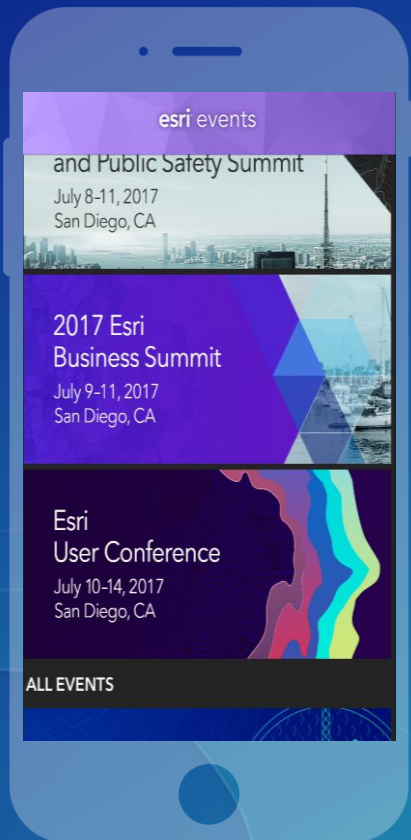 esri events
and Public Safety Summit
July 8-11, 2017
San Diego, CA
2017 Esri
Business Summit
July 9-11, 2017
San Diego, CA
Esri
User Conference
July 10-14, 2017
San Diego, CA
ALL EVENTS